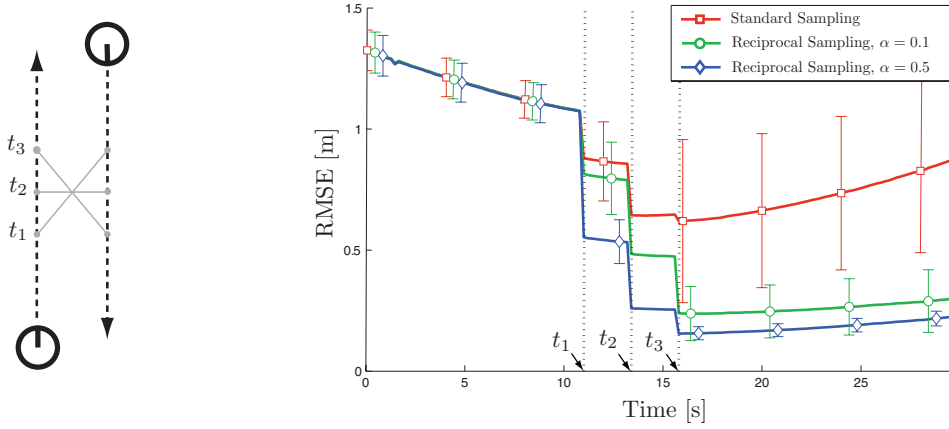 t3
t2
t1
1.5
1
0.5
0
RMSE [m]
Standard Sampling
Reciprocal Sampling, α = 0.1
Reciprocal Sampling, α = 0.5
t1
t2
t3
0
5
10
15
20
25
Time [s]